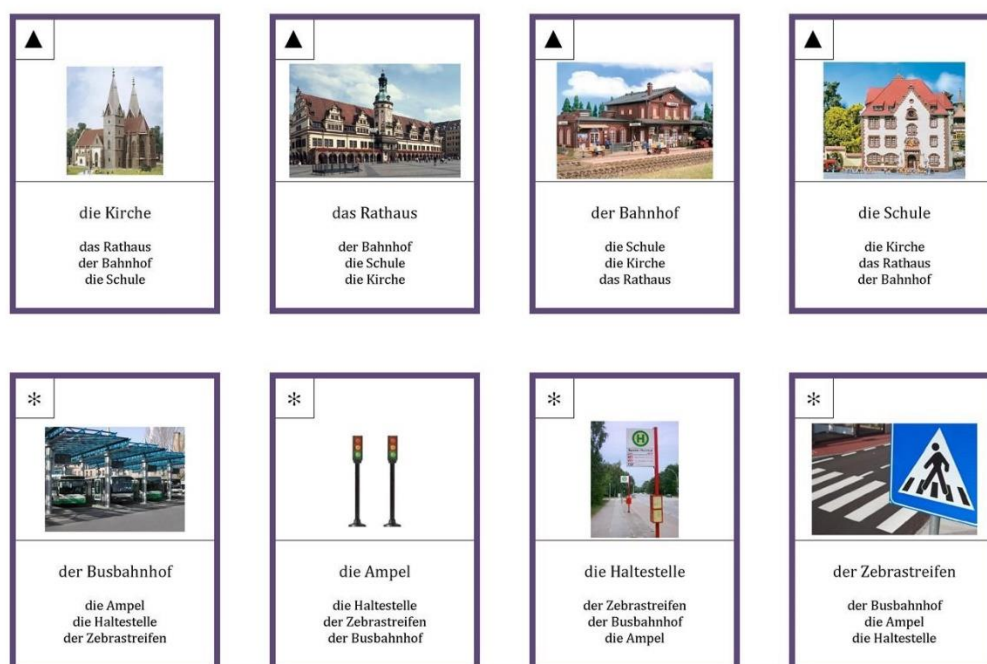 die Kirche
das Rathaus
der Bahnhof
die Schule
das Rathaus
der Bahnhof
die Schule
die Kirche
der Bahnhof
die Schule
die Kirche
das Rathaus
die Schule
die Kirche
das Rathaus
der Bahnhof
H
der Busbahnhof
die Ampel
die Haltestelle
der Zebrastreifen
die Ampel
die Haltestelle
der Zebrastreifen
der Busbahnhof
die Haltestelle
der Zebrastreifen
der Busbahnhof
die Ampel
der Zebrastreifen
der Busbahnhof
die Ampel
die Haltestelle